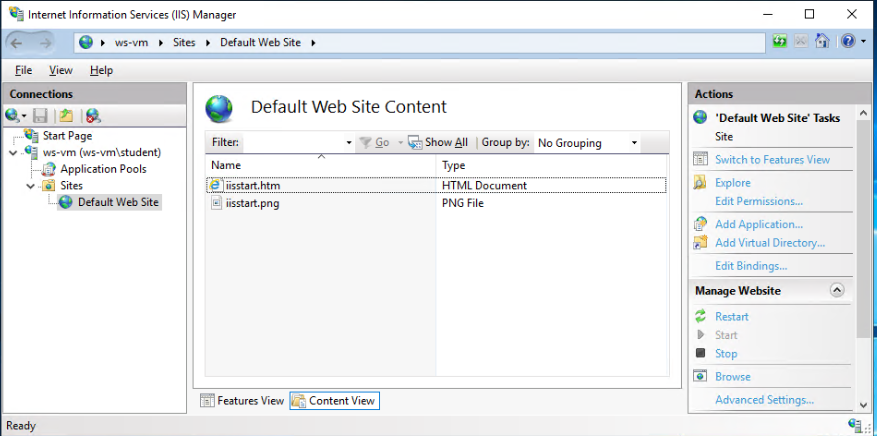 Internet Information Services (IIS) Manager
ws-vm Sites Default Web Site
File View Help
Connections
Start Page
ws-vm (ws-vm\student)
Application Pools
Sites
Default Web Site
Default Web Site Content
Filter: Go Show All Group by: No Grouping
Name Type
iisstart.htm HTML Document
iisstart.png PNG File
Features View Content View
Actions
'Default Web Site' Tasks
Site
Switch to Features View
Explore
Edit Permissions...
Add Application...
Add Virtual Directory...
Edit Bindings...
Manage Website
Restart
Start
Stop
Browse
Advanced Settings...
Ready